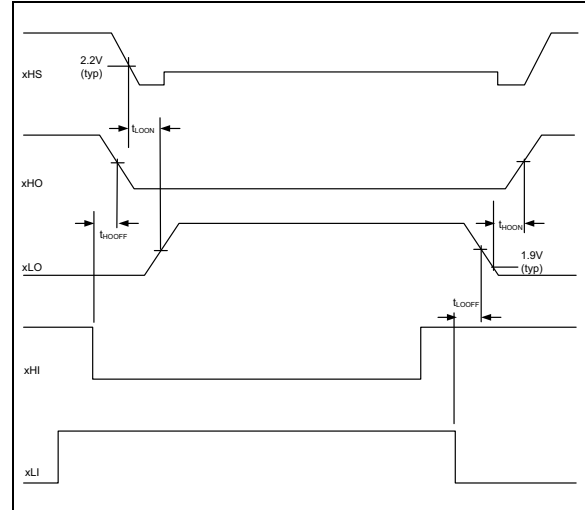 2.2V
(typ)
xHS
tLOON
xHO
tHOOFF
tHOON
1.9V
(typ)
xLO
tLOOFF
xHI
xLI